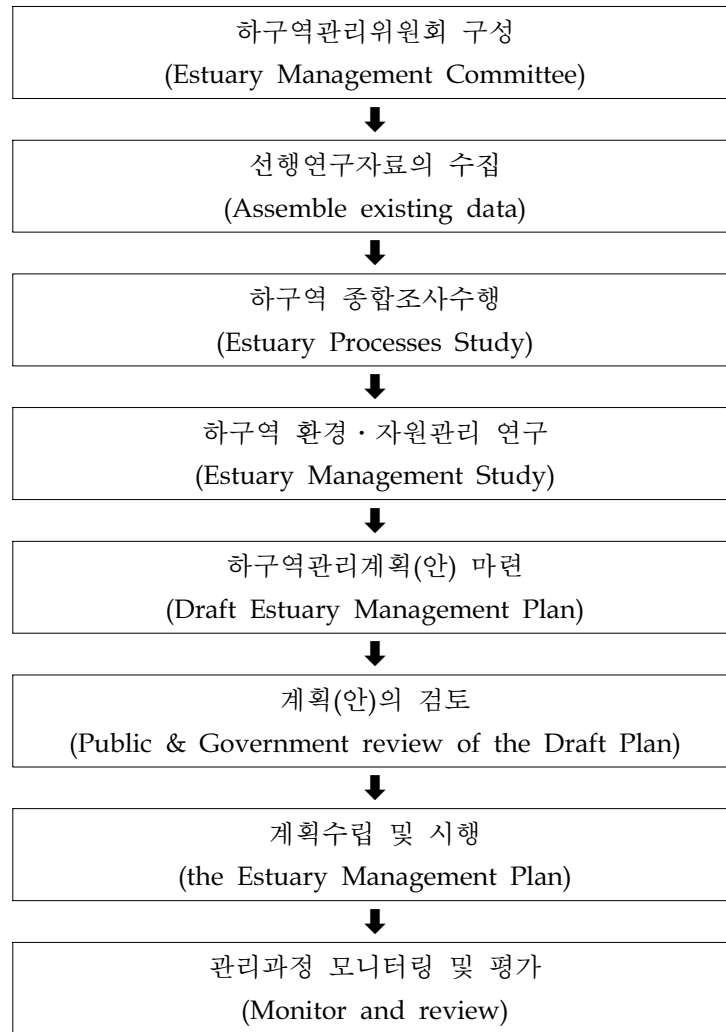 하구역관리위원회 구성
(Estuary Management Committee)
선행연구자료의 수집
(Assemble existing data)
하구역 종합조사수행
(Estuary Processes Study)
하구역 환경·자원관리 연구
(Estuary Management Study)
하구역관리계획(안) 마련
(Draft Estuary Management Plan)
계획(안)의 검토
(Public & Government review of the Draft Plan)
계획수립 및 시행
(the Estuary Management Plan)
관리과정 모니터링 및 평가
(Monitor and review)